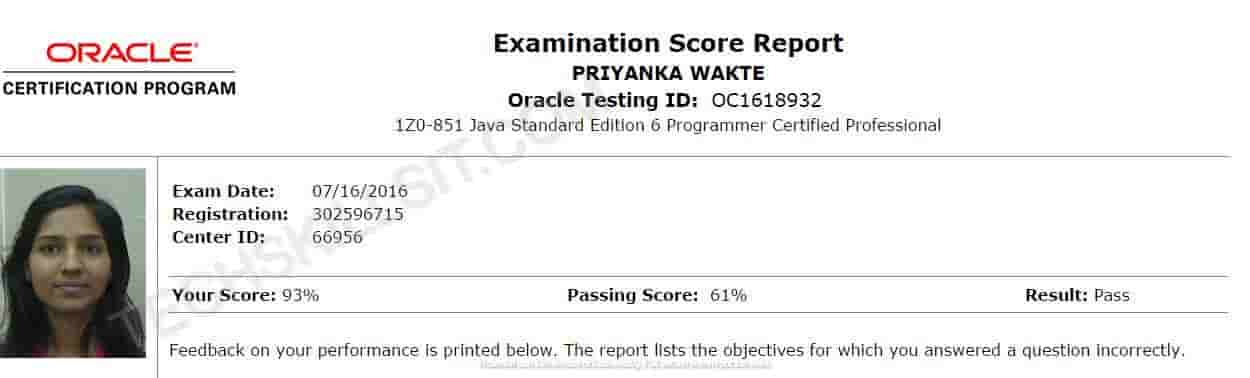 ORACLE
CERTIFICATION PROGRAM
Examination Score Report
PRIYANKA WAKTE
Oracle Testing ID: OC1618932
1Z0-851 Java Standard Edition 6 Programmer Certified Professional
Exam Date: 07/16/2016
Registration: 302596715
Center ID: 66956
Your Score: 93% Passing Score: 61% Result: Pass
Feedback on your performance is printed below. The report lists the objectives for which you answered a question incorrectly.
TECHSKILLSIT.COM